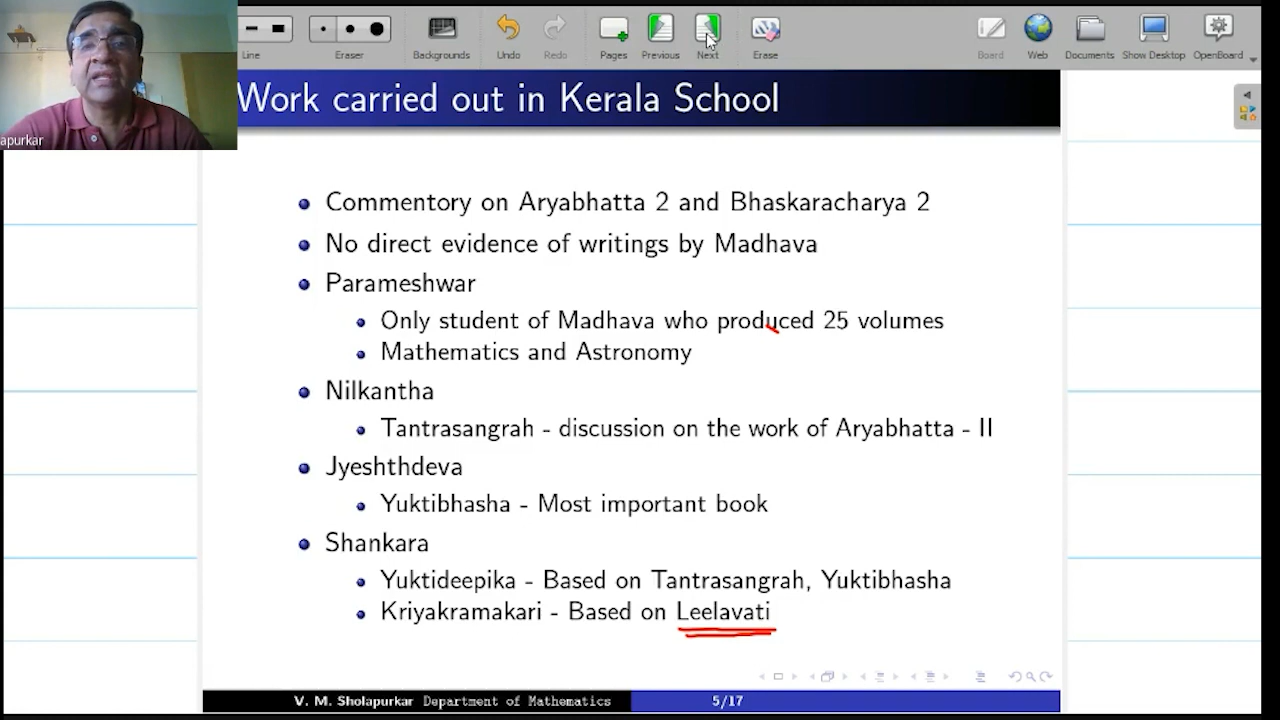 Line
Eraser
Backgrounds
Undo
Redo
Pages
Previous
Next
Erase
Board
Web
Documents
Show Desktop
OpenBoard
apurkar
Work carried out in Kerala School
Commentory on Aryabhatta 2 and Bhaskaracharya 2
No direct evidence of writings by Madhava
Parameshwar
Only student of Madhava who produced 25 volumes
Mathematics and Astronomy
Nilkantha
Tantrasangrah - discussion on the work of Aryabhatta - II
Jyeshthdeva
Yuktibhasha - Most important book
Shankara
Yuktideepika - Based on Tantrasangrah, Yuktibhasha
Kriyakramakari - Based on Leelavati
V. M. Sholapurkar Department of Mathematics 5/17